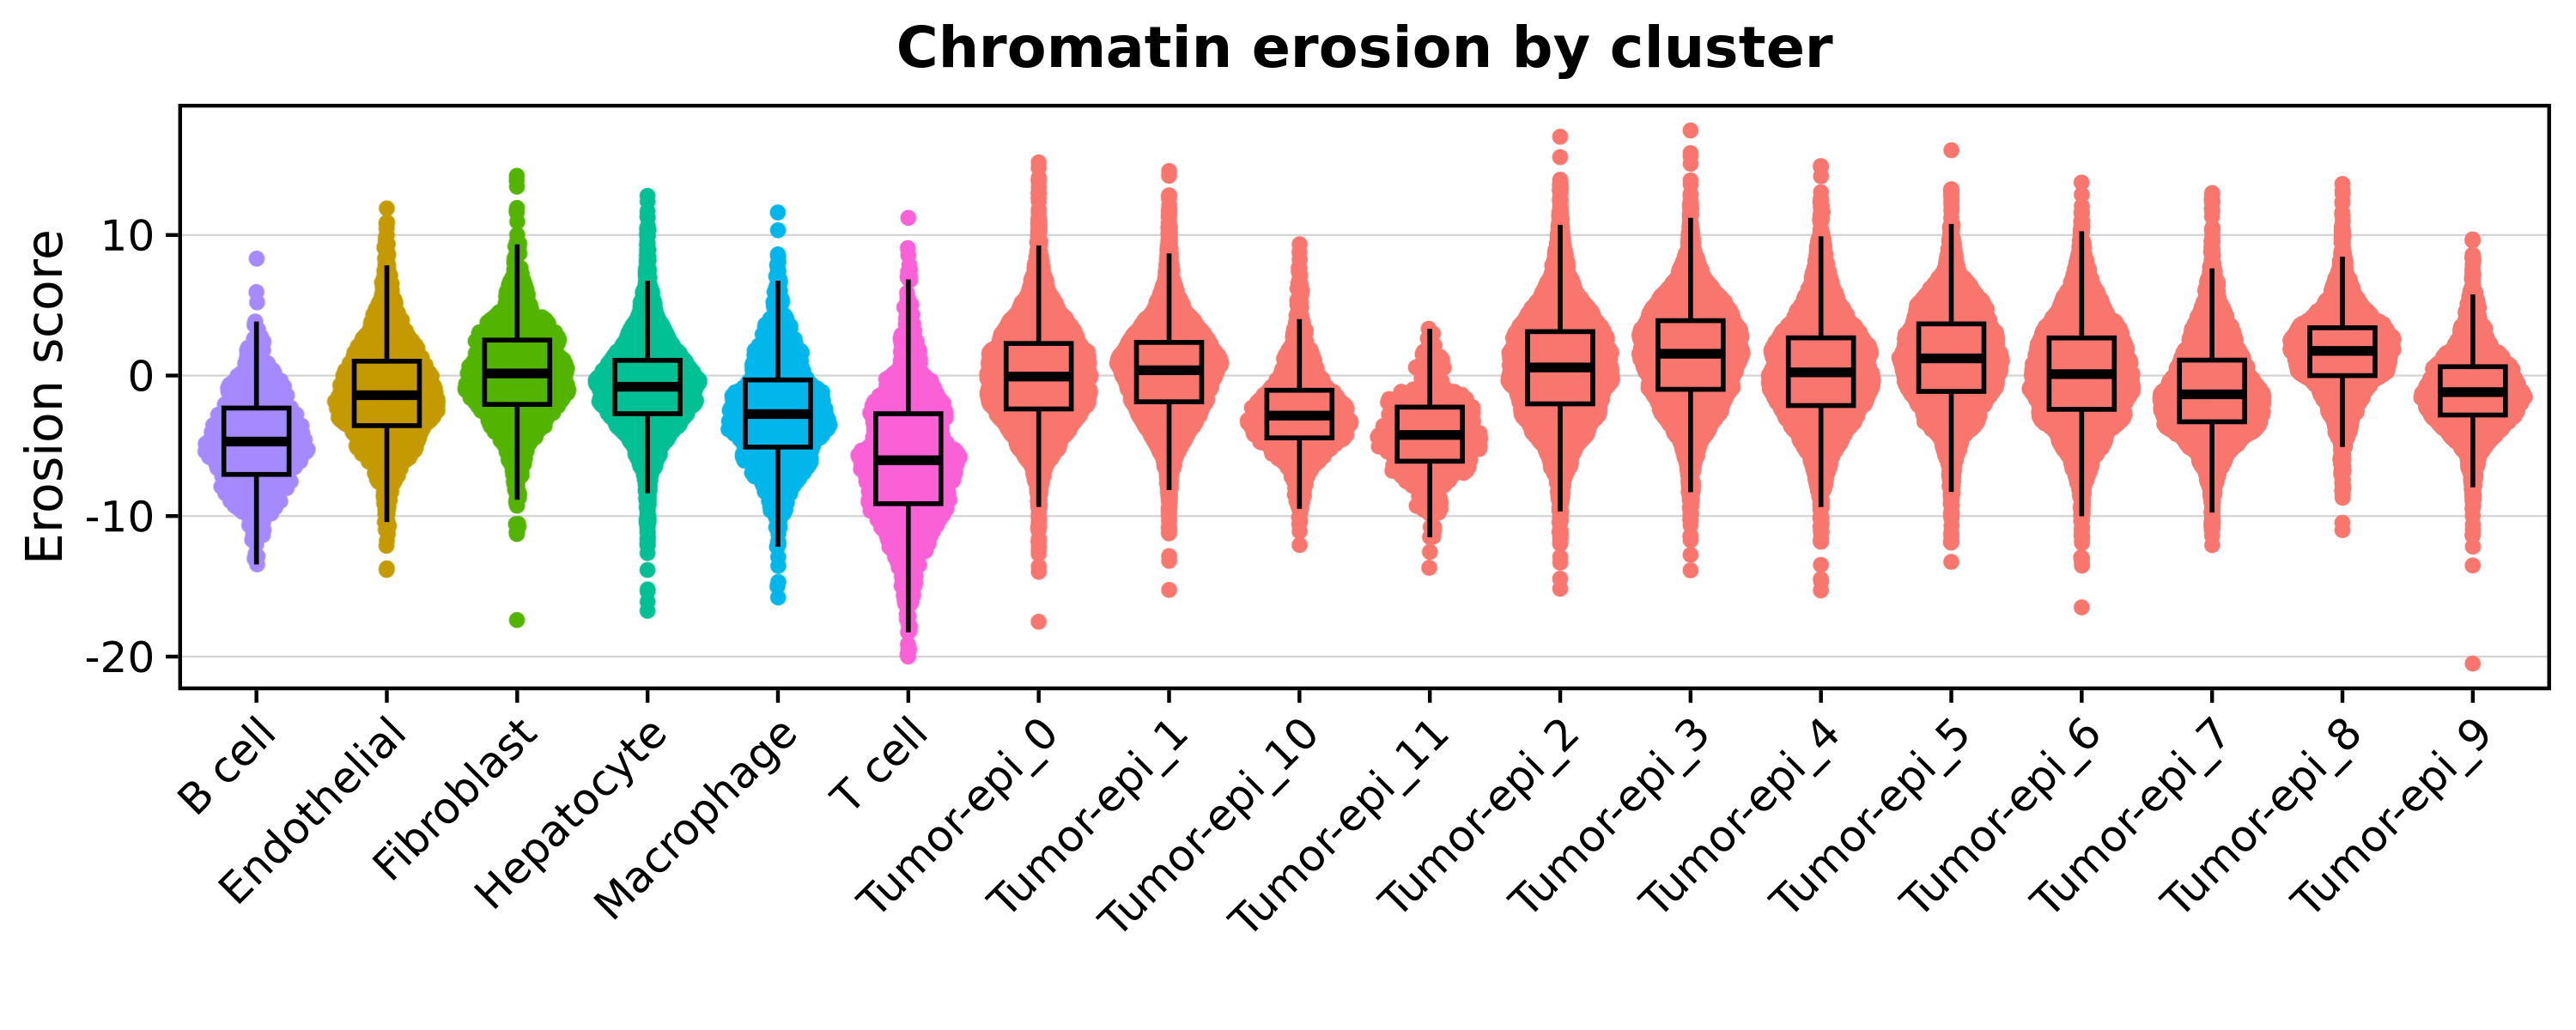 Chromatin erosion by cluster
Erosion score
10
0
-10
-20
B cell
Endothelial
Fibroblast
Hepatocyte
Macrophage
T cell
Tumor-epi_0
Tumor-epi_1
Tumor-epi_10
Tumor-epi_11
Tumor-epi_2
Tumor-epi_3
Tumor-epi_4
Tumor-epi_5
Tumor-epi_6
Tumor-epi_7
Tumor-epi_8
Tumor-epi_9